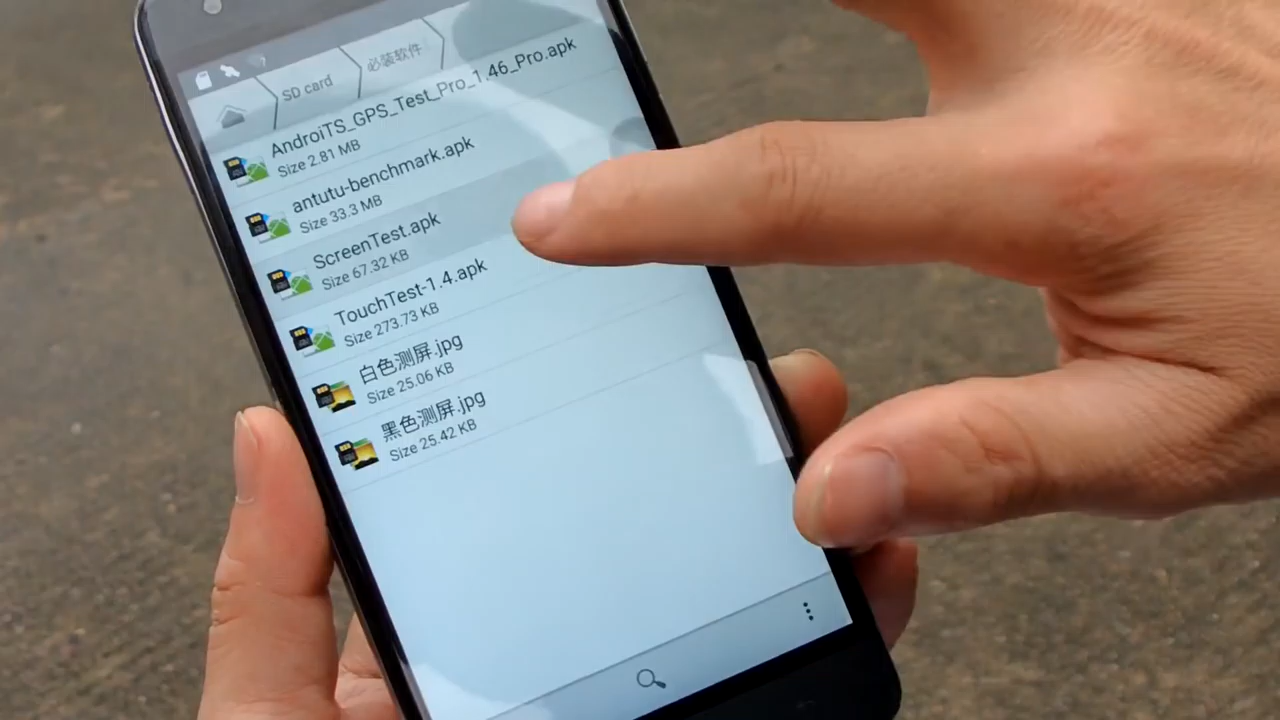 SD card
必装软件
AndroiTS_GPS_Test_Pro_1.46_Pro.apk
Size 2.81 MB
antutu-benchmark.apk
Size 33.3 MB
ScreenTest.apk
Size 67.32 KB
TouchTest-1.4.apk
Size 273.73 KB
白色测屏.jpg
Size 25.06 KB
黑色测屏.jpg
Size 25.42 KB